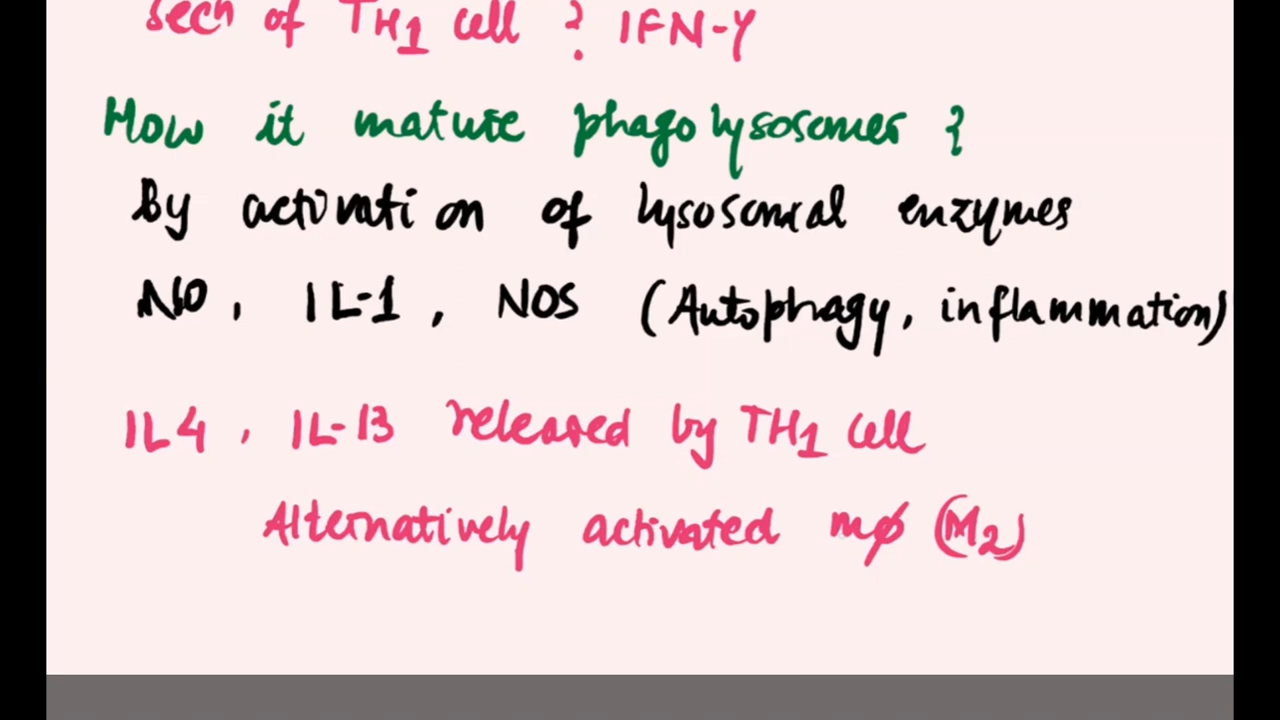 Secn of TH1 cell ? IFN-γ
How it mature phagolysosomes ?
By activation of lysosomal enzymes
NO, IL-1, NOS (Autophagy, inflammation)
IL4, IL-13 released by TH1 cell
Alternatively activated mφ (M2)